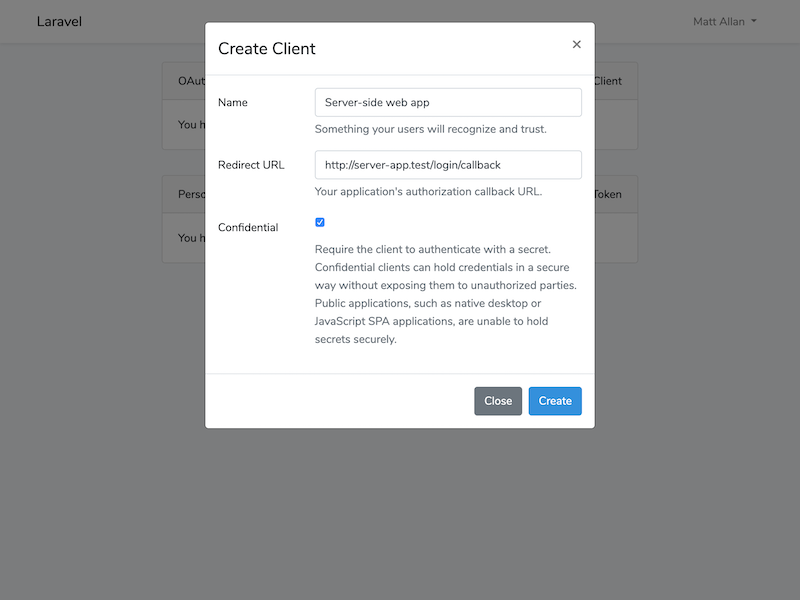 Laravel
Matt Allan
Create Client
×
OAut
Client
Name
Server-side web app
Something your users will recognize and trust.
You h
Redirect URL
http://server-app.test/login/callback
Your application's authorization callback URL.
Perso
Token
Confidential
You h
Require the client to authenticate with a secret.
Confidential clients can hold credentials in a secure
way without exposing them to unauthorized parties.
Public applications, such as native desktop or
JavaScript SPA applications, are unable to hold
secrets securely.
Close
Create